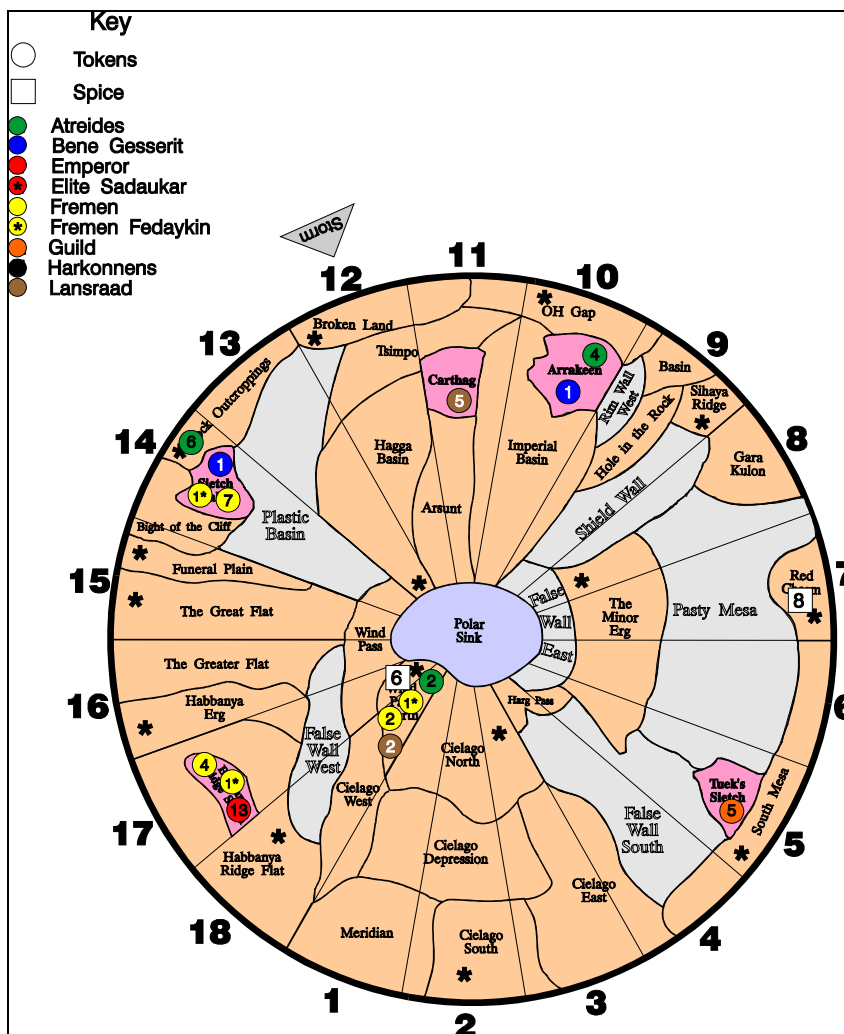 Key
Tokens
Spice
Atreides
Bene Gesserit
Emperor
* Elite Sadaukar
Fremen
* Fremen Fedaykin
Guild
Harkonnens
Lansraad
Storm
11
10
12
OH Gap
Broken Land
13
9
Tsimpo
4
Arrakeen
Basin
Carthag
1
5
Rim Wall
West
Sihaya
Ridge
Outcroppings
8
14
6
Hole in the Rock
Hagga
Basin
Imperial
Basin
Gara
Kulon
1
1*
7
Arsunt
Shield Wall
Bight of the Cliff
Plastic
Basin
15
Funeral Plain
7
Red
8
The Great Flat
False
Wall
East
The
Minor
Erg
Pasty Mesa
Polar
Sink
Wind
Pass
The Greater Flat
6
2
16
Habbanya
Erg
1*
Harg Pass
6
2
False
Wall
West
2
Cielago
North
4
1*
13
Cielago
West
Tuek's
Sietch
5
South Mesa
17
False
Wall
South
5
Habbanya
Ridge Flat
Cielago
Depression
Cielago
East
18
Meridian
Cielago
South
4
1
2
3